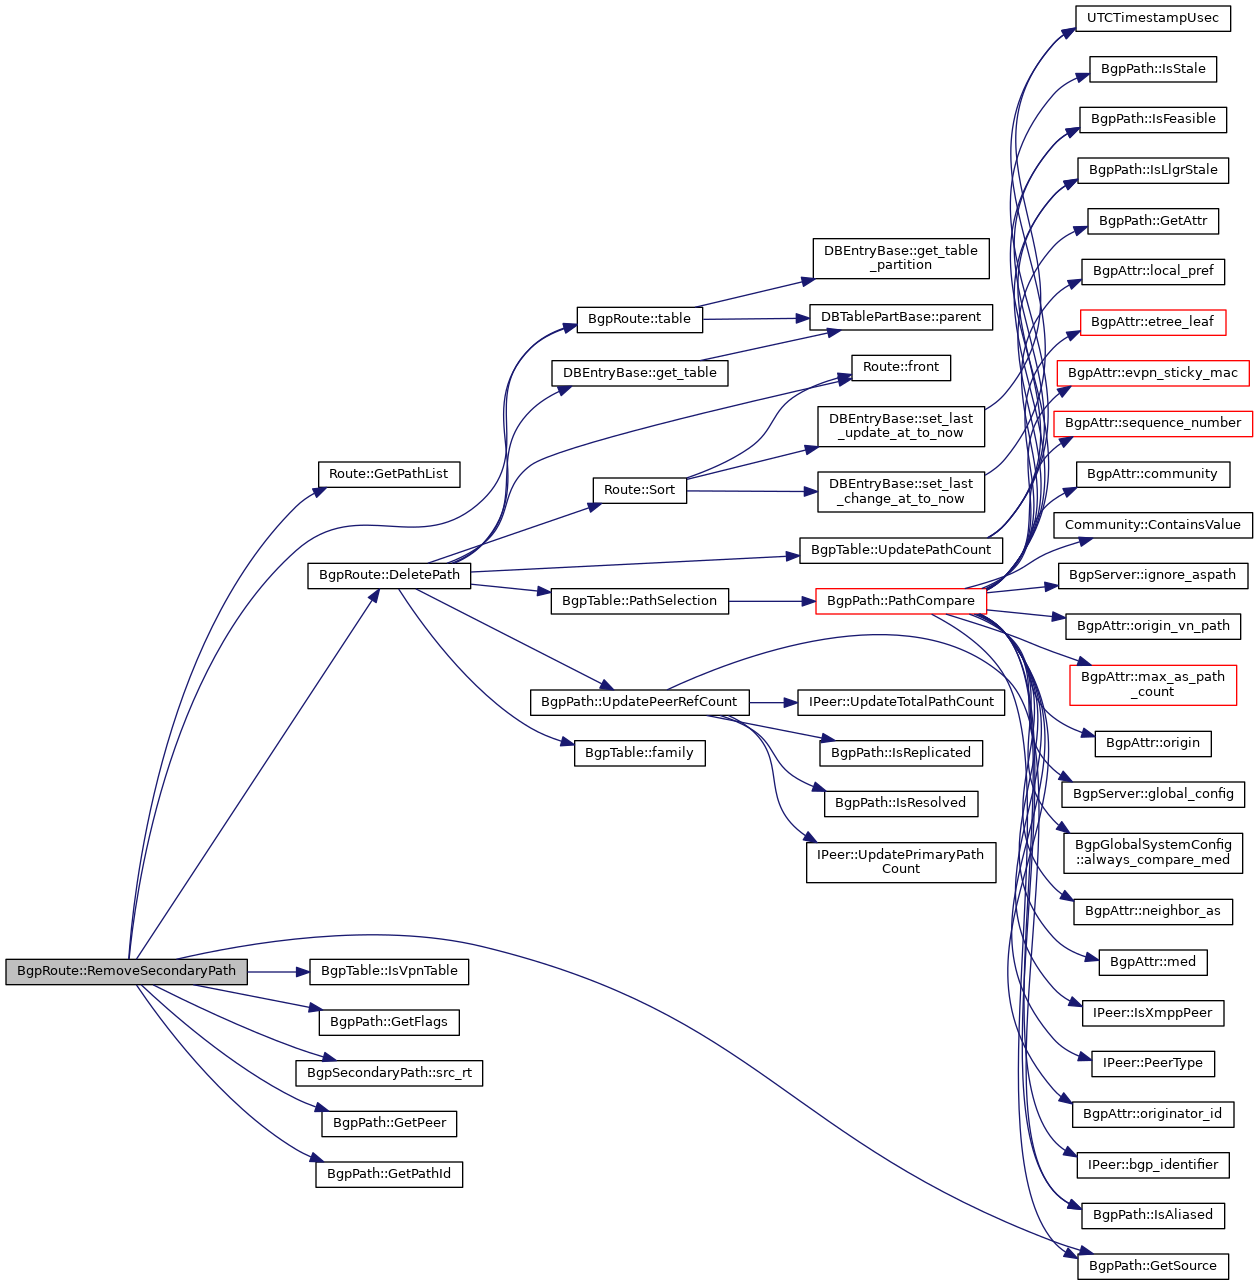 UTCTimestampUsec
BgpPath::IsStale
BgpPath::IsFeasible
BgpPath::IsLlgrStale
BgpPath::GetAttr
DBEntryBase::get_table
_partition
BgpAttr::local_pref
BgpRoute::table
DBTablePartBase::parent
BgpAttr::etree_leaf
DBEntryBase::get_table
Route::front
BgpAttr::evpn_sticky_mac
DBEntryBase::set_last
_update_at_to_now
BgpAttr::sequence_number
Route::GetPathList
Route::Sort
DBEntryBase::set_last
_change_at_to_now
BgpAttr::community
Community::ContainsValue
BgpRoute::DeletePath
BgpTable::UpdatePathCount
BgpServer::ignore_aspath
BgpTable::PathSelection
BgpPath::PathCompare
BgpAttr::origin_vn_path
BgpAttr::max_as_path
_count
BgpPath::UpdatePeerRefCount
IPeer::UpdateTotalPathCount
BgpAttr::origin
BgpTable::family
BgpPath::IsReplicated
BgpServer::global_config
BgpPath::IsResolved
BgpGlobalSystemConfig
::always_compare_med
IPeer::UpdatePrimaryPath
Count
BgpAttr::neighbor_as
BgpAttr::med
BgpRoute::RemoveSecondaryPath
BgpTable::IsVpnTable
IPeer::IsXmppPeer
BgpPath::GetFlags
IPeer::PeerType
BgpSecondaryPath::src_rt
BgpAttr::originator_id
BgpPath::GetPeer
IPeer::bgp_identifier
BgpPath::GetPathId
BgpPath::IsAliased
BgpPath::GetSource